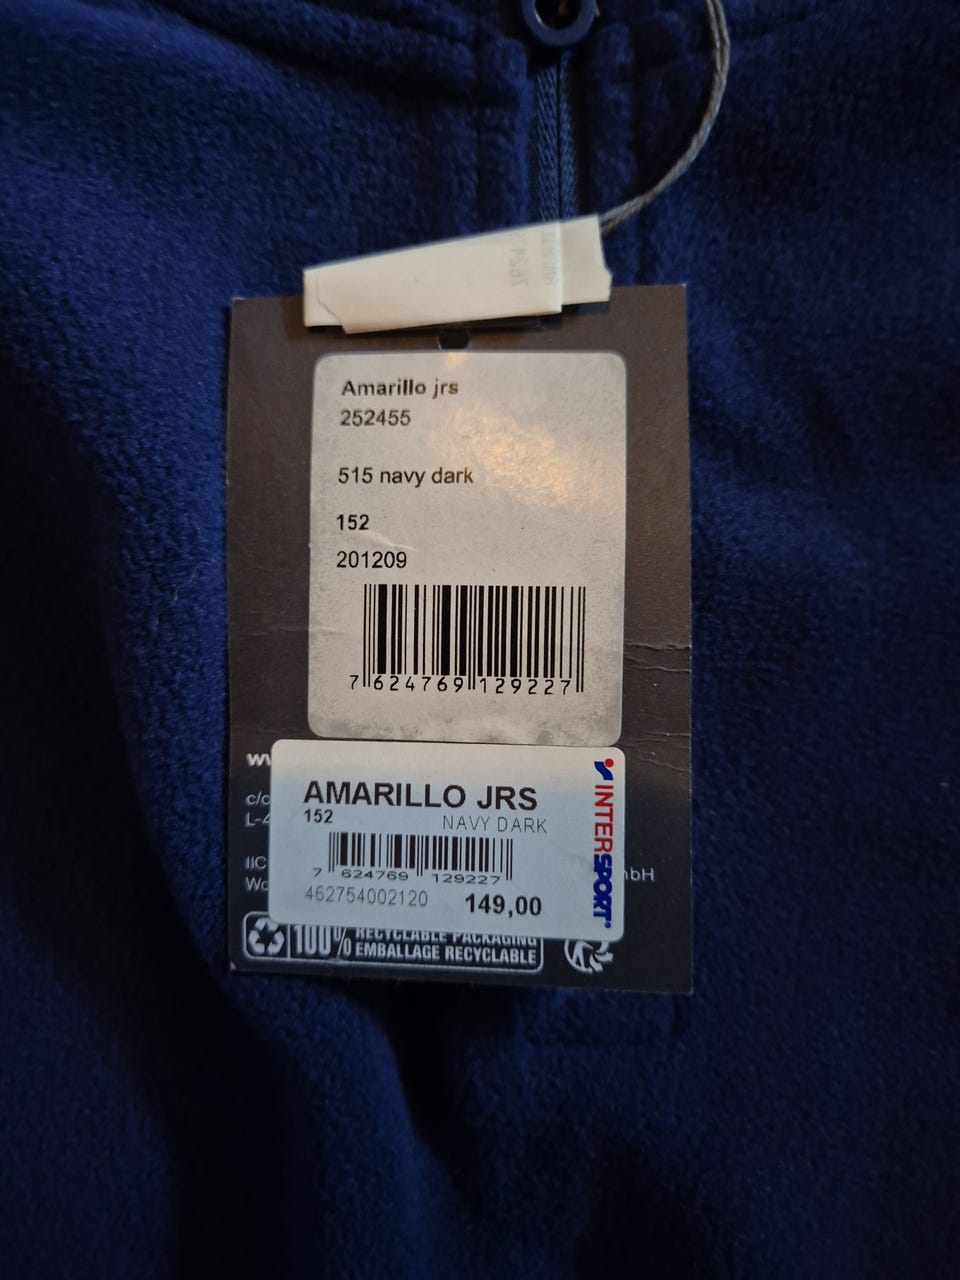 Amarillo jrs
252455
515 navy dark
152
201209
7 624769 129227
AMARILLO JRS
152 NAVY DARK
7 624769 129227
462754002120 149,00
INTERSPORT
c/o
100% RECYCLABLE PACKAGING
EMBALLAGE RECYCLABLE